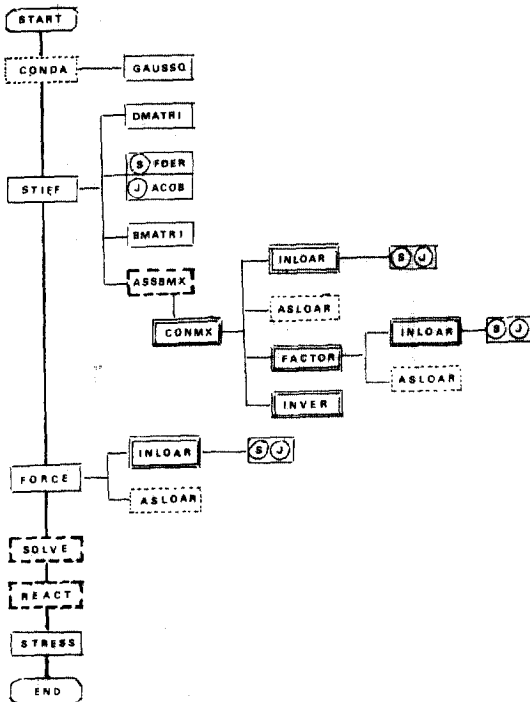 START
CONDA
GAUSSQ
DMATRI
S FDER
J ACOB
STIEF
BMATRI
ASSBMX
INLOAR
S J
ASLOAR
CONMX
INLOAR
S J
FACTOR
ASLOAR
INVER
INLOAR
S J
FORCE
ASLOAR
SOLVE
REACT
STRESS
END